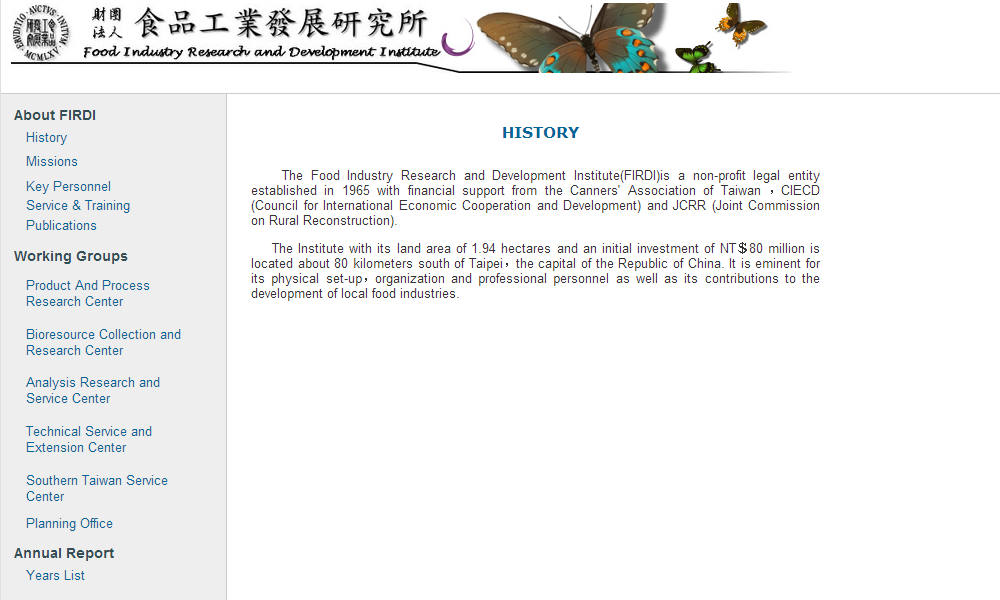 財團
法人
食品工業發展研究所
Food Industry Research and Development Institute
ERVDITIO AVCTVS INITVM
MCMLXV
About FIRDI
History
Missions
Key Personnel
Service & Training
Publications
Working Groups
Product And Process
Research Center
Bioresource Collection and
Research Center
Analysis Research and
Service Center
Technical Service and
Extension Center
Southern Taiwan Service
Center
Planning Office
Annual Report
Years List
HISTORY
The Food Industry Research and Development Institute(FIRDI)is a non-profit legal entity
established in 1965 with financial support from the Canners' Association of Taiwan，CIECD
(Council for International Economic Cooperation and Development) and JCRR (Joint Commission
on Rural Reconstruction).
The Institute with its land area of 1.94 hectares and an initial investment of NT＄80 million is
located about 80 kilometers south of Taipei，the capital of the Republic of China. It is eminent for
its physical set-up，organization and professional personnel as well as its contributions to the
development of local food industries.